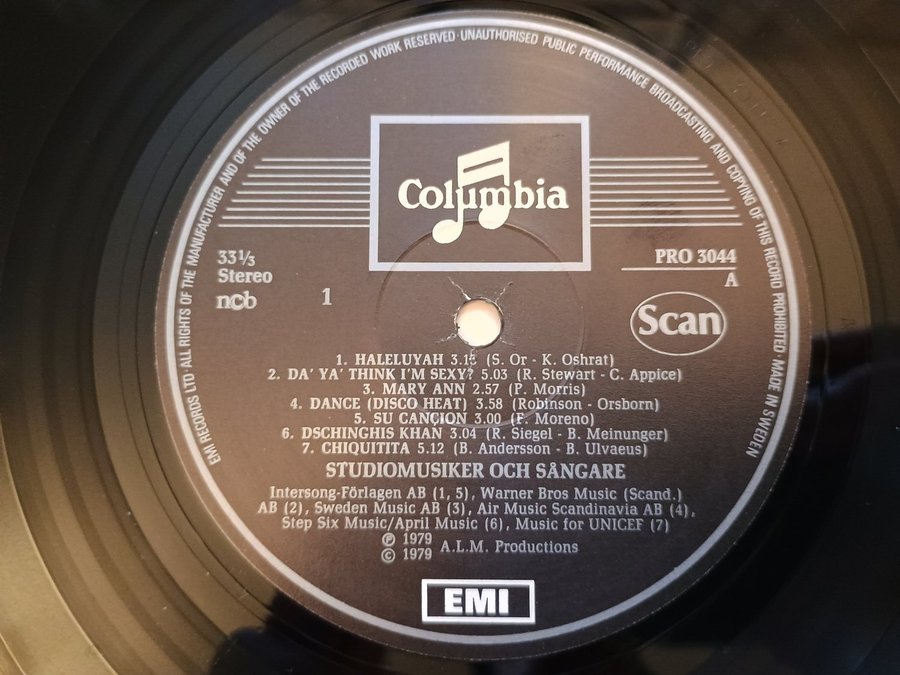 EMI RECORDS LTD·ALL RIGHTS OF THE MANUFACTURER AND OF THE OWNER OF THE RECORDED WORK RESERVED·UNAUTHORISED PUBLIC PERFORMANCE BROADCASTING AND COPYING OF THIS RECORD PROHIBITED·MADE IN SWEDEN
Columbia
33⅓
Stereo
ncb
1
PRO 3044
A
Scan
1. HALELUYAH 3.18 (S. Or - K. Oshrat)
2. DA' YA' THINK I'M SEXY? 5.03 (R. Stewart - C. Appice)
3. MARY ANN 2.57 (P. Morris)
4. DANCE (DISCO HEAT) 3.58 (Robinson - Orsborn)
5. SU CANÇION 3.00 (F. Moreno)
6. DSCHINGHIS KHAN 3.04 (R. Siegel - B. Meinunger)
7. CHIQUITITA 5.12 (B. Andersson - B. Ulvaeus)
STUDIOMUSIKER OCH SÅNGARE
Intersong-Förlagen AB (1, 5), Warner Bros Music (Scand.)
AB (2), Sweden Music AB (3), Air Music Scandinavia AB (4),
Step Six Music/April Music (6), Music for UNICEF (7)
℗ 1979
© 1979 A.L.M. Productions
EMI